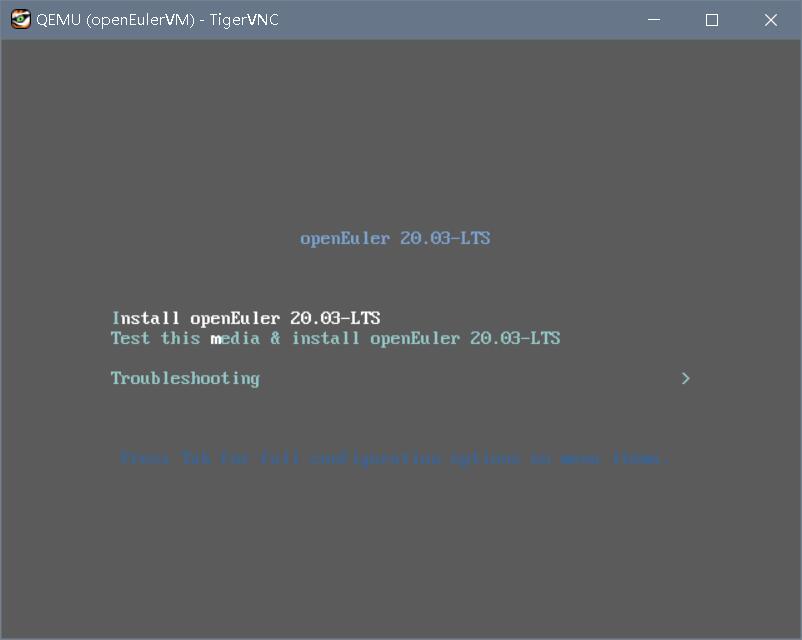 QEMU (openEulerVM) - TigerVNC
openEuler 20.03-LTS
Install openEuler 20.03-LTS
Test this media & install openEuler 20.03-LTS
Troubleshooting >
Press Tab for full configuration options on menu items.